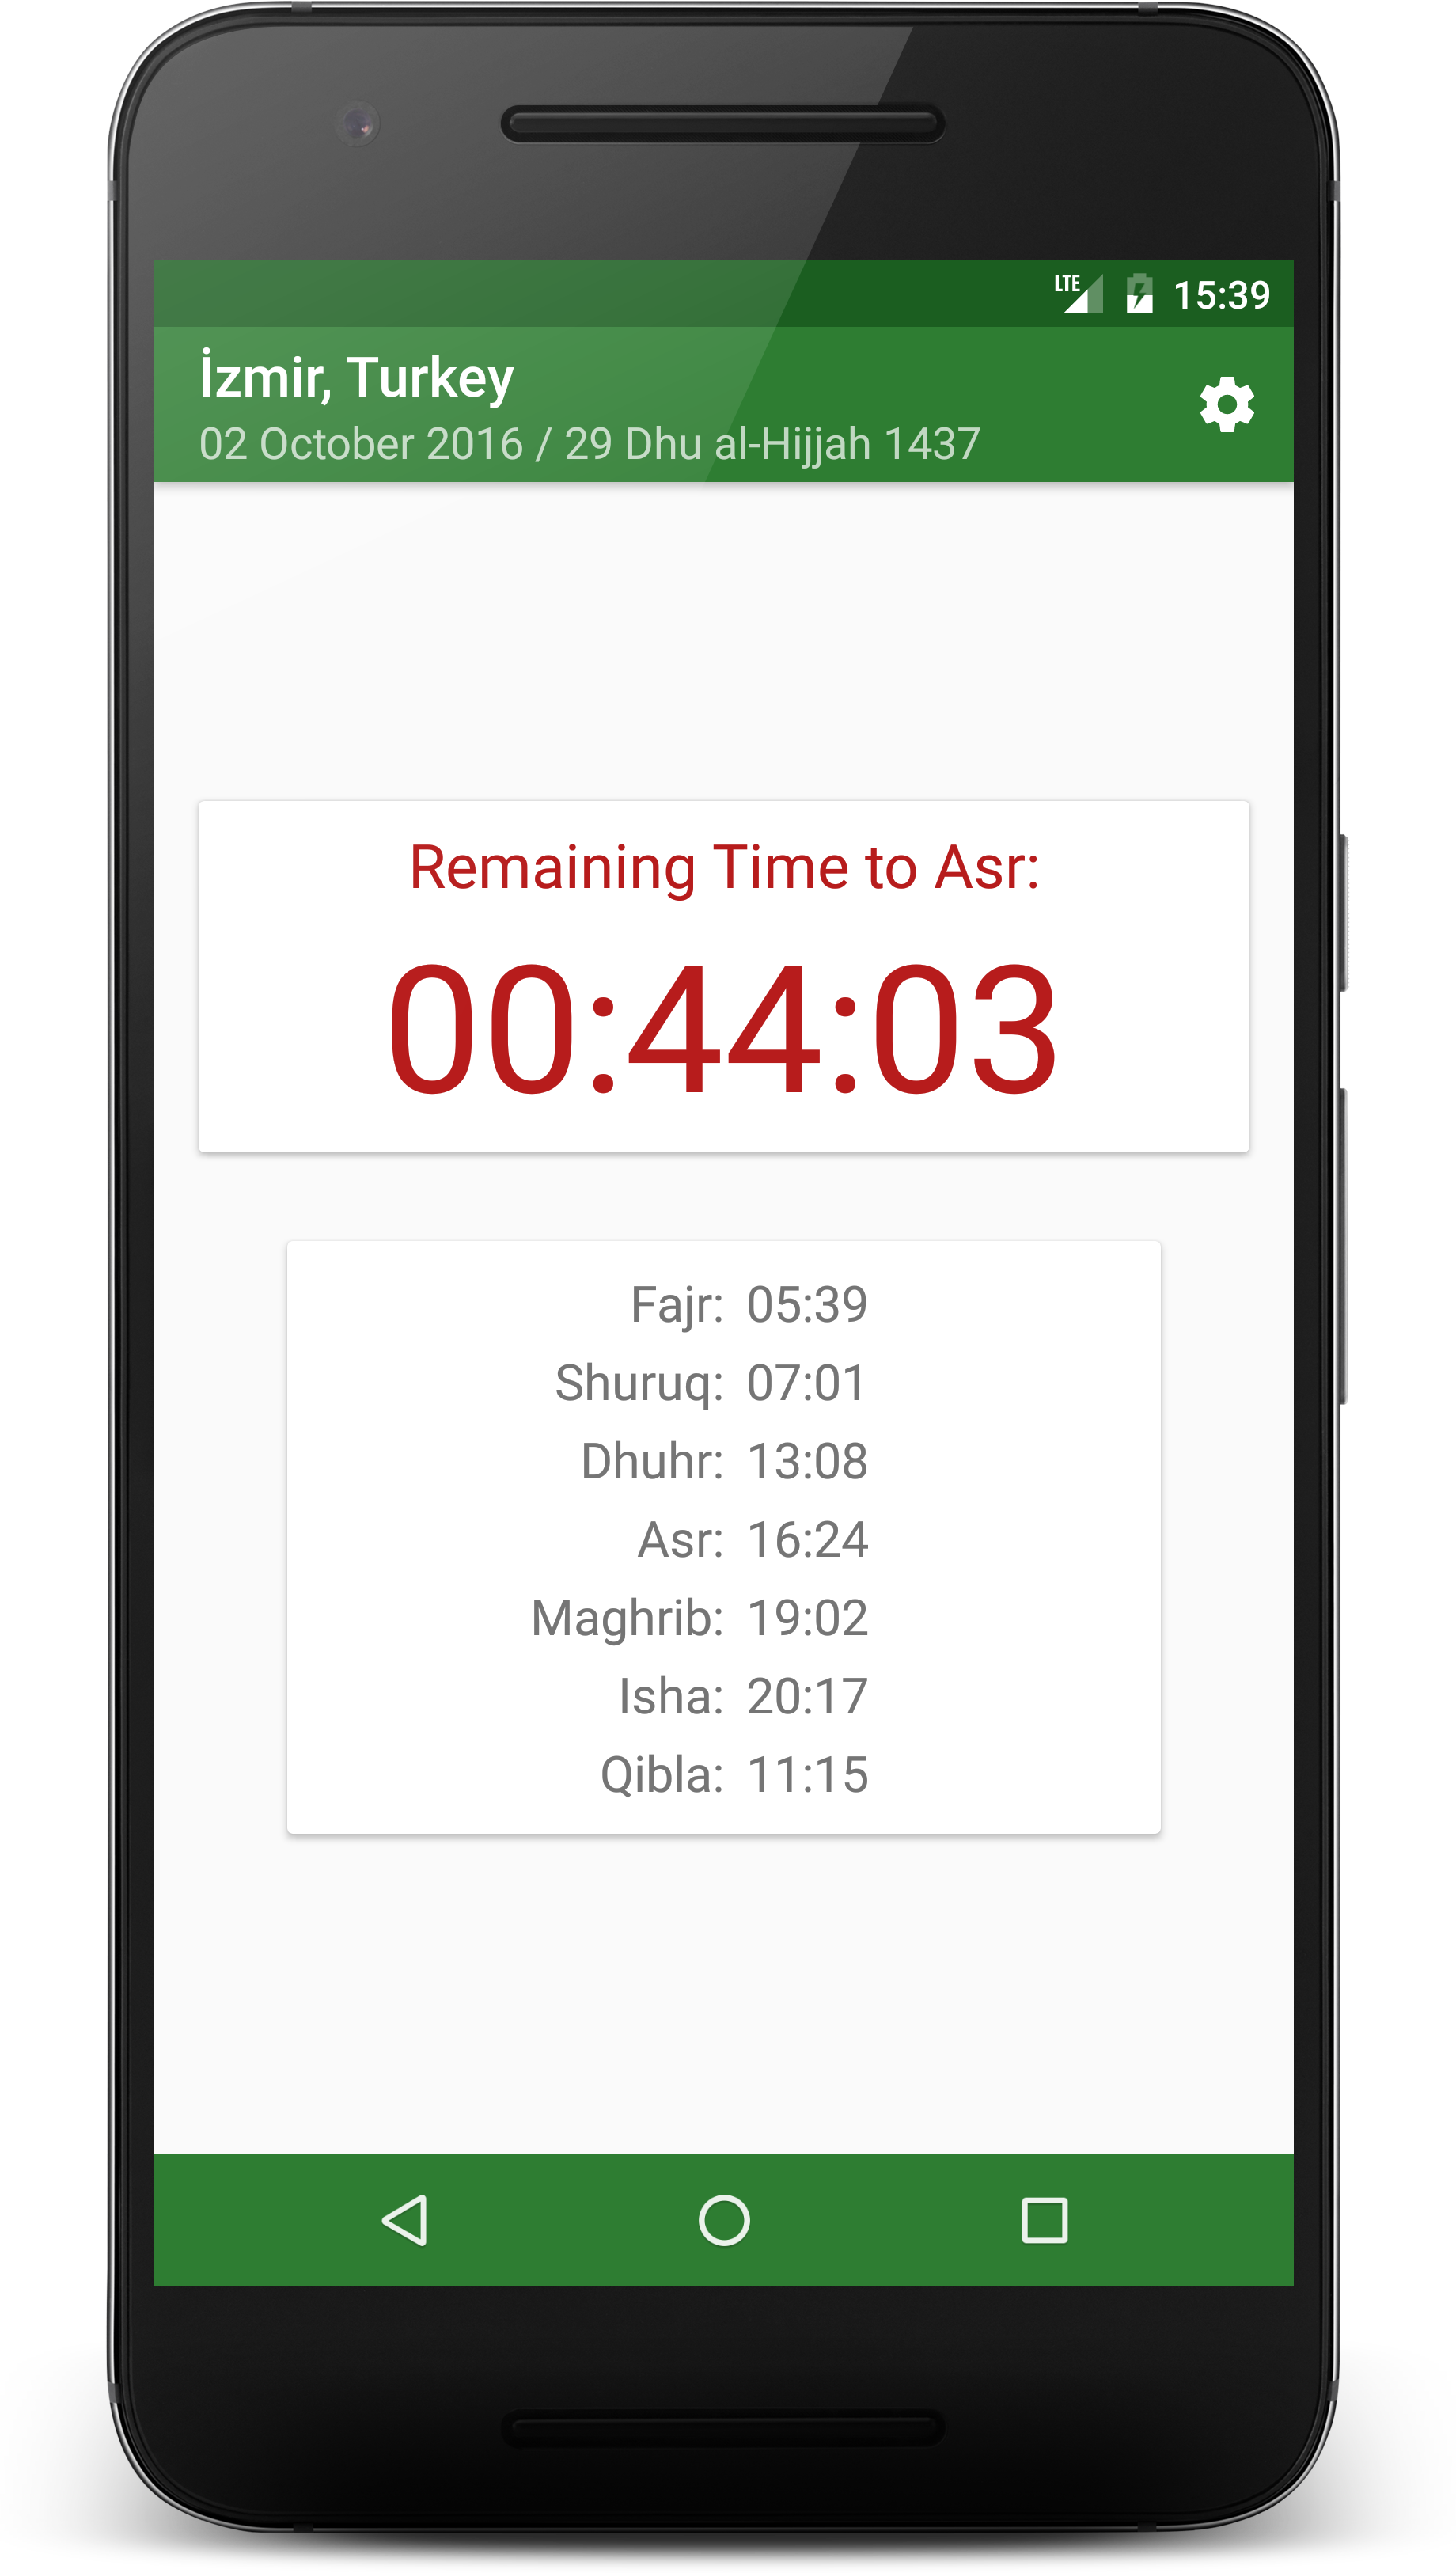 LTE 15:39
İzmir, Turkey
02 October 2016 / 29 Dhu al-Hijjah 1437
Remaining Time to Asr:
00:44:03
Fajr: 05:39
Shuruq: 07:01
Dhuhr: 13:08
Asr: 16:24
Maghrib: 19:02
Isha: 20:17
Qibla: 11:15